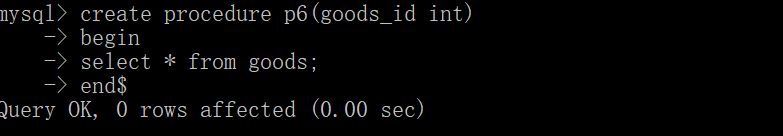 mysql> create procedure p6(goods_id int)
-> begin
-> select * from goods;
-> end$
Query OK, 0 rows affected (0.00 sec)